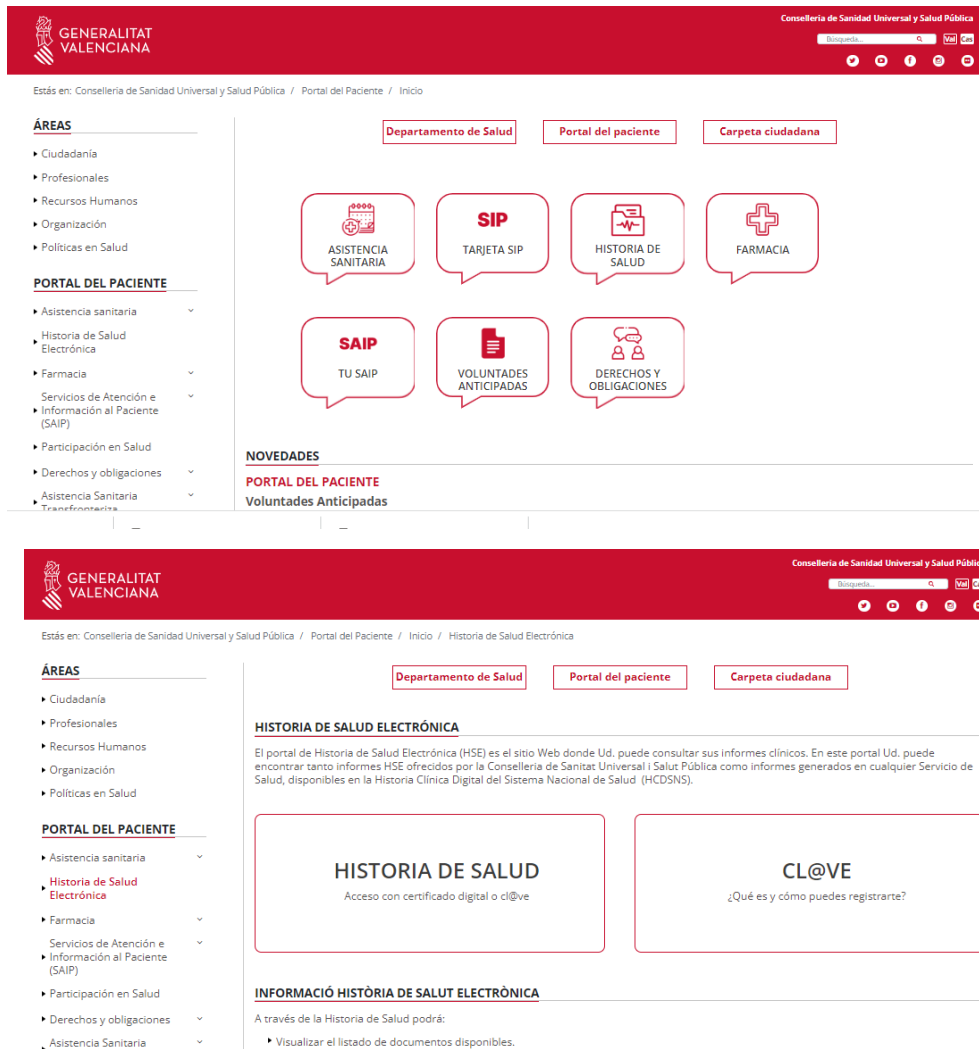 GENERALITAT
VALENCIANA
Conselleria de Sanidad Universal y Salud Pública
Búsqueda...
Val Cas
Estás en: Conselleria de Sanidad Universal y Salud Pública / Portal del Paciente / Inicio
ÁREAS
Ciudadanía
Profesionales
Recursos Humanos
Organización
Políticas en Salud
PORTAL DEL PACIENTE
Asistencia sanitaria
Historia de Salud
Electrónica
Farmacia
Servicios de Atención e
Información al Paciente
(SAIP)
Participación en Salud
Derechos y obligaciones
Asistencia Sanitaria
Transfronteriza
Departamento de Salud
Portal del paciente
Carpeta ciudadana
ASISTENCIA
SANITARIA
SIP
TARJETA SIP
HISTORIA DE
SALUD
FARMACIA
SAIP
TU SAIP
VOLUNTADES
ANTICIPADAS
DERECHOS Y
OBLIGACIONES
NOVEDADES
PORTAL DEL PACIENTE
Voluntades Anticipadas
GENERALITAT
VALENCIANA
Conselleria de Sanidad Universal y Salud Públic
Búsqueda...
Val
Estás en: Conselleria de Sanidad Universal y Salud Pública / Portal del Paciente / Inicio / Historia de Salud Electrónica
ÁREAS
Ciudadanía
Profesionales
Recursos Humanos
Organización
Políticas en Salud
PORTAL DEL PACIENTE
Asistencia sanitaria
Historia de Salud
Electrónica
Farmacia
Servicios de Atención e
Información al Paciente
(SAIP)
Participación en Salud
Derechos y obligaciones
Asistencia Sanitaria
Departamento de Salud
Portal del paciente
Carpeta ciudadana
HISTORIA DE SALUD ELECTRÓNICA
El portal de Historia de Salud Electrónica (HSE) es el sitio Web donde Ud. puede consultar sus informes clínicos. En este portal Ud. puede
encontrar tanto informes HSE ofrecidos por la Conselleria de Sanitat Universal i Salut Pública como informes generados en cualquier Servicio de
Salud, disponibles en la Historia Clínica Digital del Sistema Nacional de Salud (HCDSNS).
HISTORIA DE SALUD
Acceso con certificado digital o cl@ve
CL@VE
¿Qué es y cómo puedes registrarte?
INFORMACIÓ HISTÒRIA DE SALUT ELECTRÒNICA
A través de la Historia de Salud podrá:
Visualizar el listado de documentos disponibles.